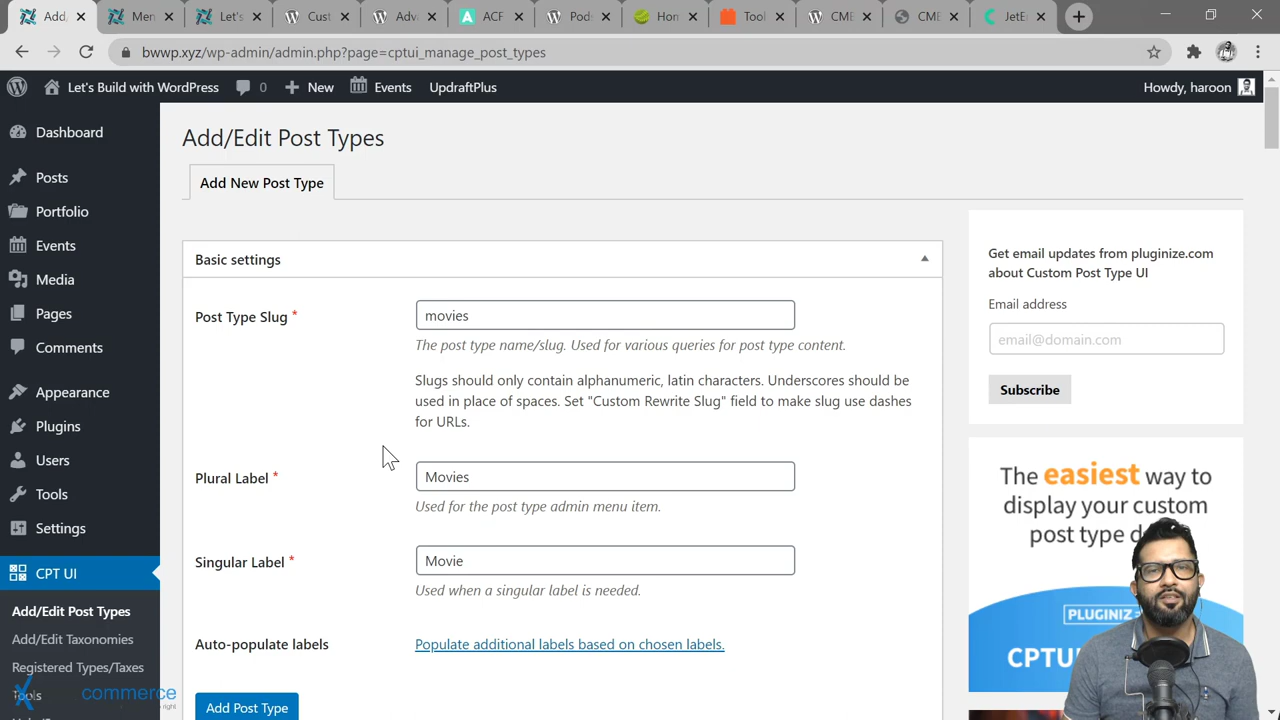 Add,
Men
Let's
Cust
Adva
ACF
Pods
Hom
Tool
CMB
CME
JetE
bwwp.xyz/wp-admin/admin.php?page=cptui_manage_post_types
Let's Build with WordPress
0
New
Events
UpdraftPlus
Howdy, haroon
Dashboard
Posts
Portfolio
Events
Media
Pages
Comments
Appearance
Plugins
Users
Tools
Settings
CPT UI
Add/Edit Post Types
Add/Edit Taxonomies
Registered Types/Taxes
Tools
commerce
Add/Edit Post Types
Add New Post Type
Basic settings
Post Type Slug *
movies
The post type name/slug. Used for various queries for post type content.
Slugs should only contain alphanumeric, latin characters. Underscores should be
used in place of spaces. Set "Custom Rewrite Slug" field to make slug use dashes
for URLs.
Plural Label *
Movies
Used for the post type admin menu item.
Singular Label *
Movie
Used when a singular label is needed.
Auto-populate labels
Populate additional labels based on chosen labels.
Add Post Type
Get email updates from pluginize.com
about Custom Post Type UI
Email address
email@domain.com
Subscribe
The easiest way to
display your custom
post type d
PLUGINIZ
CPTU